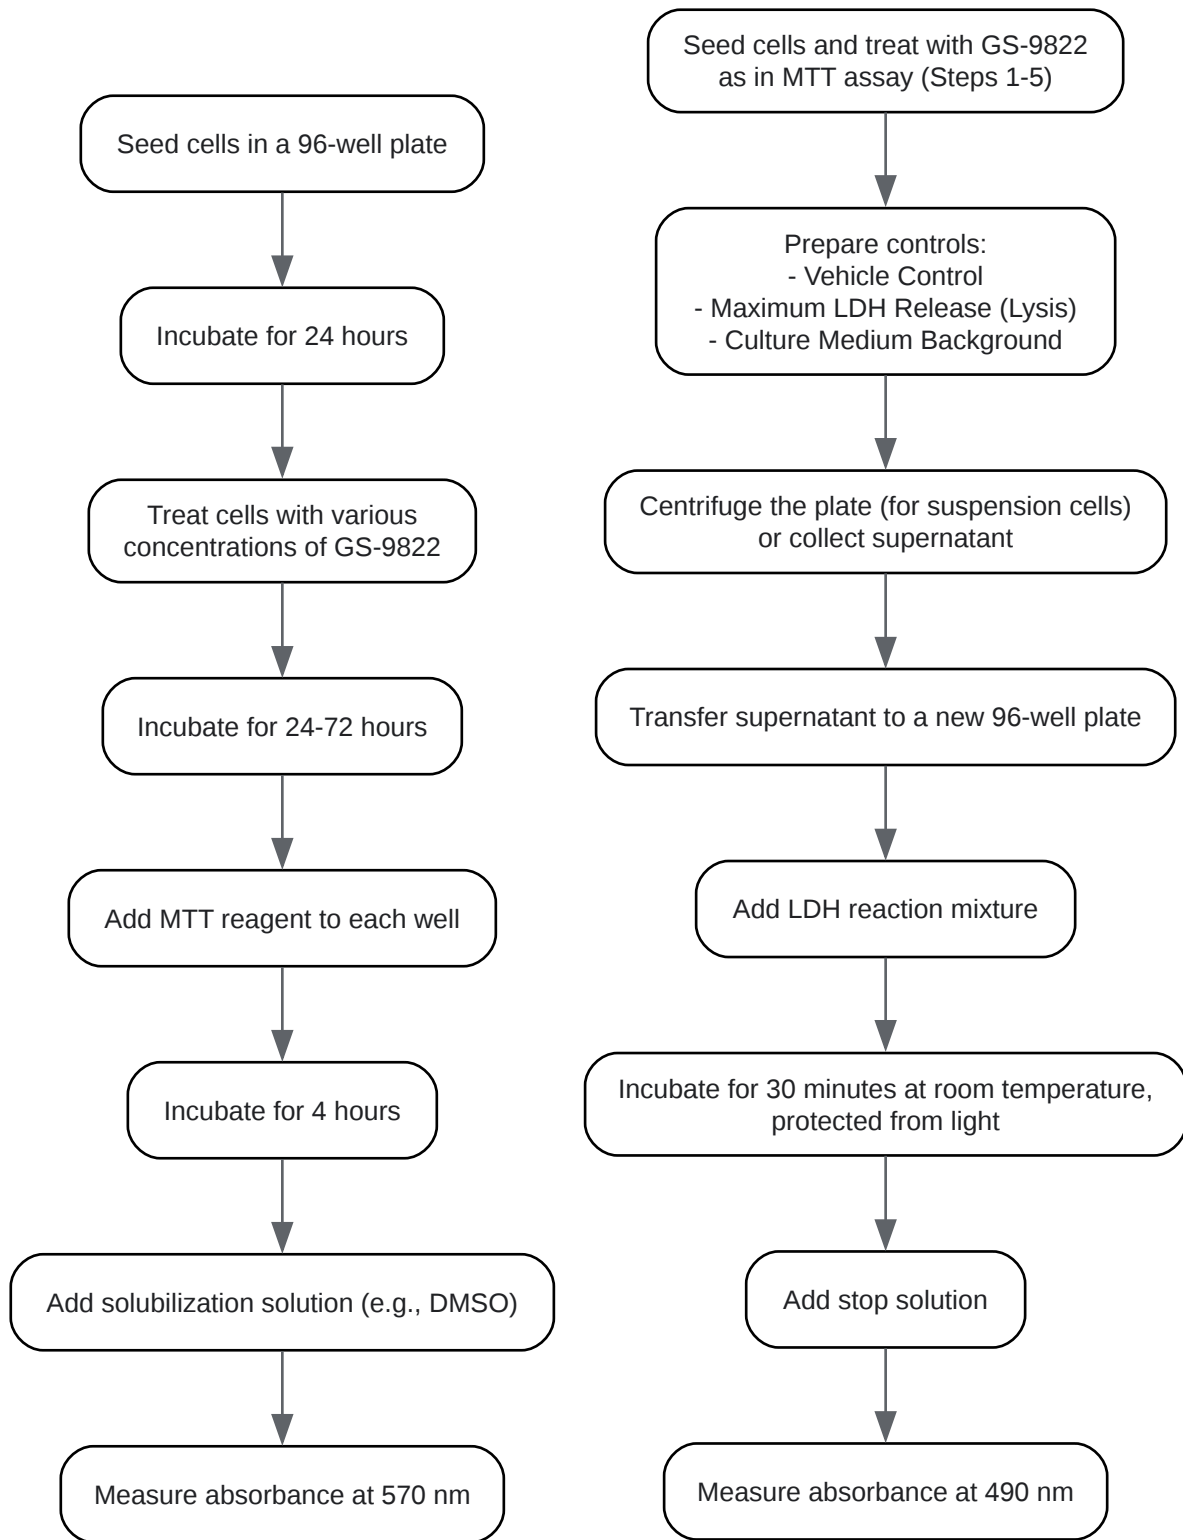 Seed cells in a 96-well plate
Incubate for 24 hours
Treat cells with various
concentrations of GS-9822
Incubate for 24-72 hours
Add MTT reagent to each well
Incubate for 4 hours
Add solubilization solution (e.g., DMSO)
Measure absorbance at 570 nm
Seed cells and treat with GS-9822
as in MTT assay (Steps 1-5)
Prepare controls:
- Vehicle Control
- Maximum LDH Release (Lysis)
- Culture Medium Background
Centrifuge the plate (for suspension cells)
or collect supernatant
Transfer supernatant to a new 96-well plate
Add LDH reaction mixture
Incubate for 30 minutes at room temperature,
protected from light
Add stop solution
Measure absorbance at 490 nm